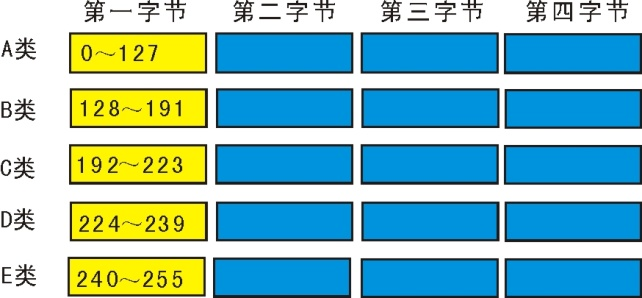 第一字节 第二字节 第三字节 第四字节
A类 0～127
B类 128～191
C类 192～223
D类 224～239
E类 240～255